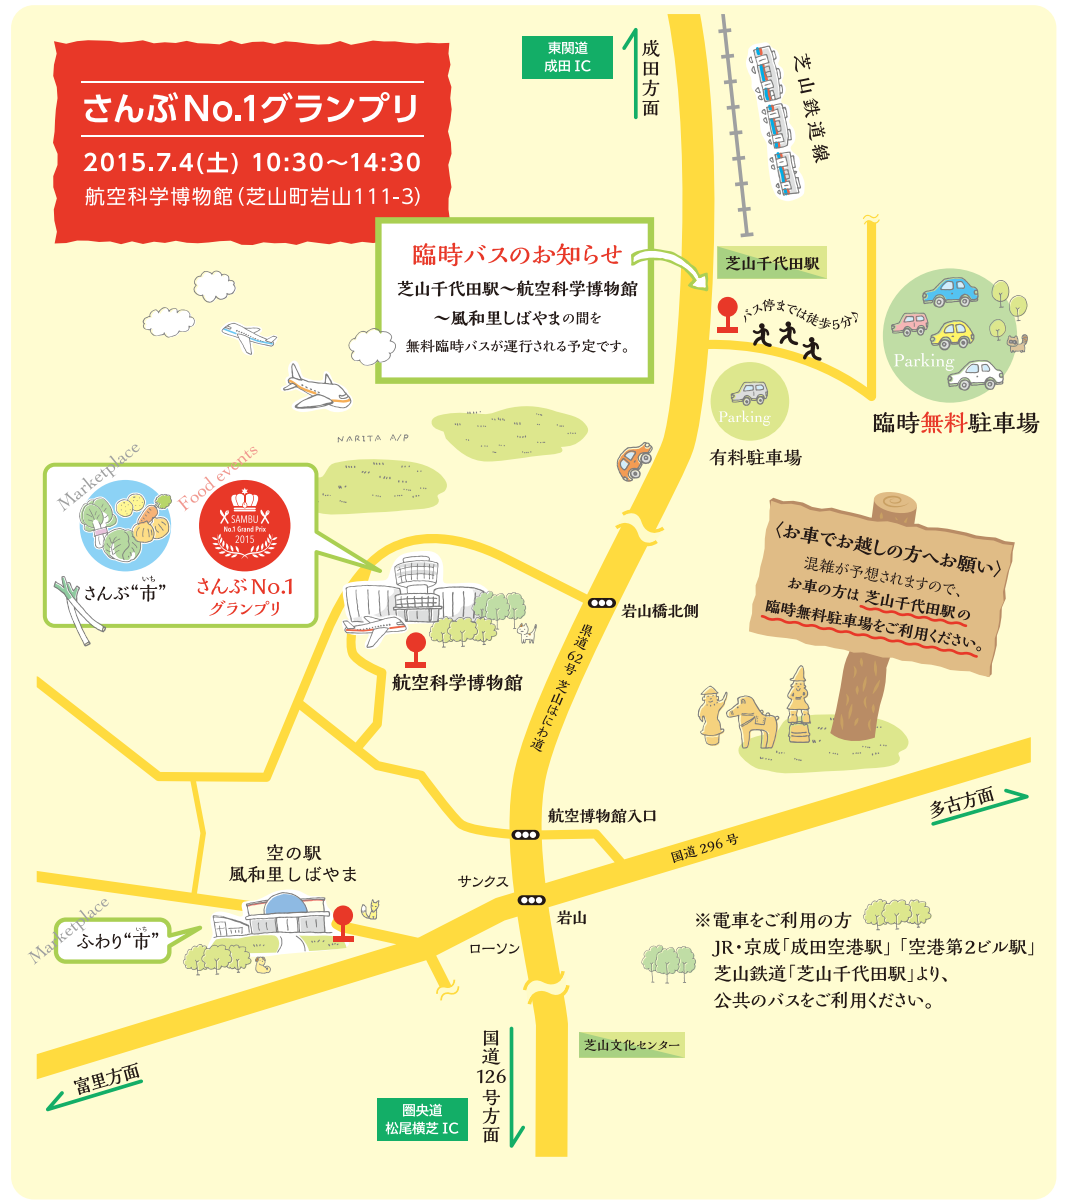 さんぶNo.1グランプリ
2015.7.4(土) 10:30〜14:30
航空科学博物館(芝山町岩山111-3)
東関道
成田 IC
成田方面
芝山鉄道線
臨時バスのお知らせ
芝山千代田駅〜航空科学博物館
〜風和里しばやまの間を
無料臨時バスが運行される予定です。
芝山千代田駅
バス停までは徒歩5分♪
Parking
臨時無料駐車場
Parking
有料駐車場
NARITA A/P
Marketplace
Food events
SAMBU
No.1 Grand Prix
2015
さんぶ“市”
いち
さんぶ No.1
グランプリ
〈お車でお越しの方へお願い〉
混雑が予想されますので、
お車の方は 芝山千代田駅の
臨時無料駐車場をご利用ください。
岩山橋北側
県道62号 芝山はにわ道
航空科学博物館
航空博物館入口
多古方面
国道 296 号
空の駅
風和里しばやま
サンクス
岩山
Marketplace
ふわり“市”
いち
ローソン
※電車をご利用の方
JR・京成「成田空港駅」「空港第2ビル駅」
芝山鉄道「芝山千代田駅」より、
公共のバスをご利用ください。
国道126号方面
芝山文化センター
富里方面
圏央道
松尾横芝 IC